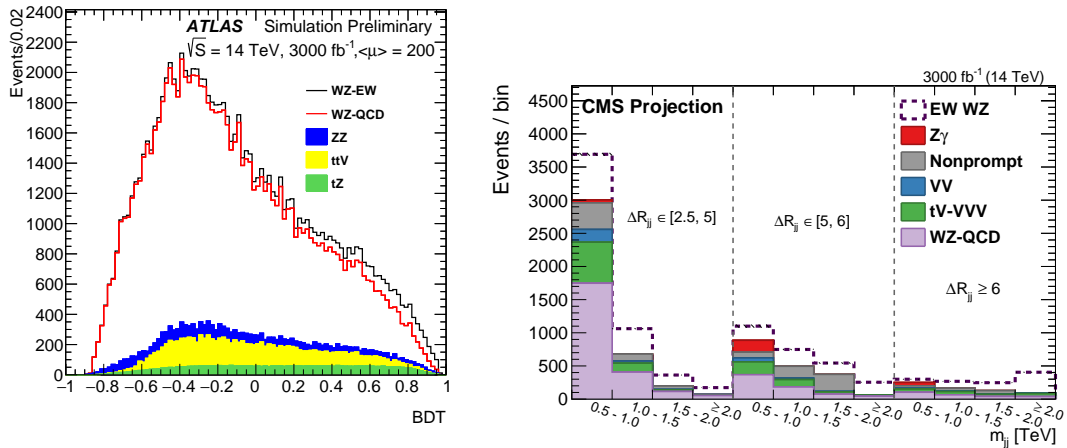 Events/0.02
2400
2200
2000
1800
1600
1400
1200
1000
800
600
400
200
0
ATLAS Simulation Preliminary
√S = 14 TeV, 3000 fb⁻¹,<μ> = 200
WZ-EW
WZ-QCD
ZZ
ttV
tZ
−1 −0.8 −0.6 −0.4 −0.2 0 0.2 0.4 0.6 0.8 1
BDT
3000 fb⁻¹ (14 TeV)
Events / bin
4500
4000
3500
3000
2500
2000
1500
1000
500
0
CMS Projection
EW WZ
Zγ
Nonprompt
VV
tV-VVV
WZ-QCD
ΔR_jj ∈ [2.5, 5]
ΔR_jj ∈ [5, 6]
ΔR_jj ≥ 6
0.5 - 1.0 1.0 - 1.5 1.5 - 2.0 ≥ 2.0 0.5 - 1.0 1.0 - 1.5 1.5 - 2.0 ≥ 2.0 0.5 - 1.0 1.0 - 1.5 1.5 - 2.0 ≥ 2.0
m_jj [TeV]